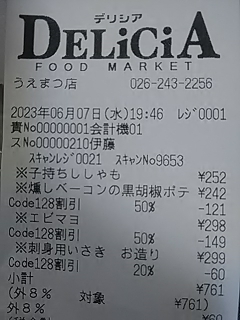 デリシア
DELiCiA
FOOD MARKET
うえまつ店 026-243-2256
2023年06月07日(水)19:46 レジ0001
責No00000001会計機01
スNo00000210伊藤
スキャンレジ0021 スキャンNo9653
※子持ちししゃも ¥252
※燻しベーコンの黒胡椒ポテ ¥242
Code128割引 50% -121
※エビマヨ ¥298
Code128割引 50% -149
※刺身用いさき お造り ¥299
Code128割引 20% -60
小計 ¥761
(外8% 対象 ¥761)
外8% ¥60